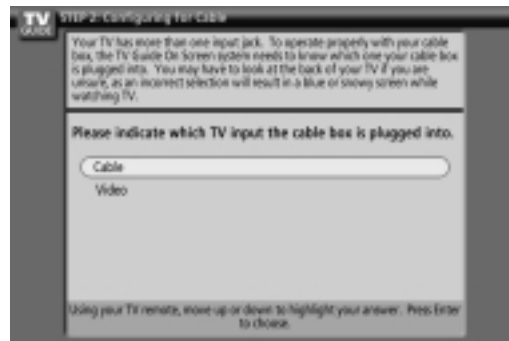 TV
GUIDE
STEP 2: Configuring for Cable
Your TV has more than one input jack. To operate properly with your cable
box, the TV Guide On Screen system needs to know which one your cable box
is plugged into. You may have to look at the back of your TV if you are
unsure, as an incorrect selection will result in a blue or snowy screen while
watching TV.
Please indicate which TV input the cable box is plugged into.
Cable
Video
Using your TV remote, move up or down to highlight your answer. Press Enter
to choose.